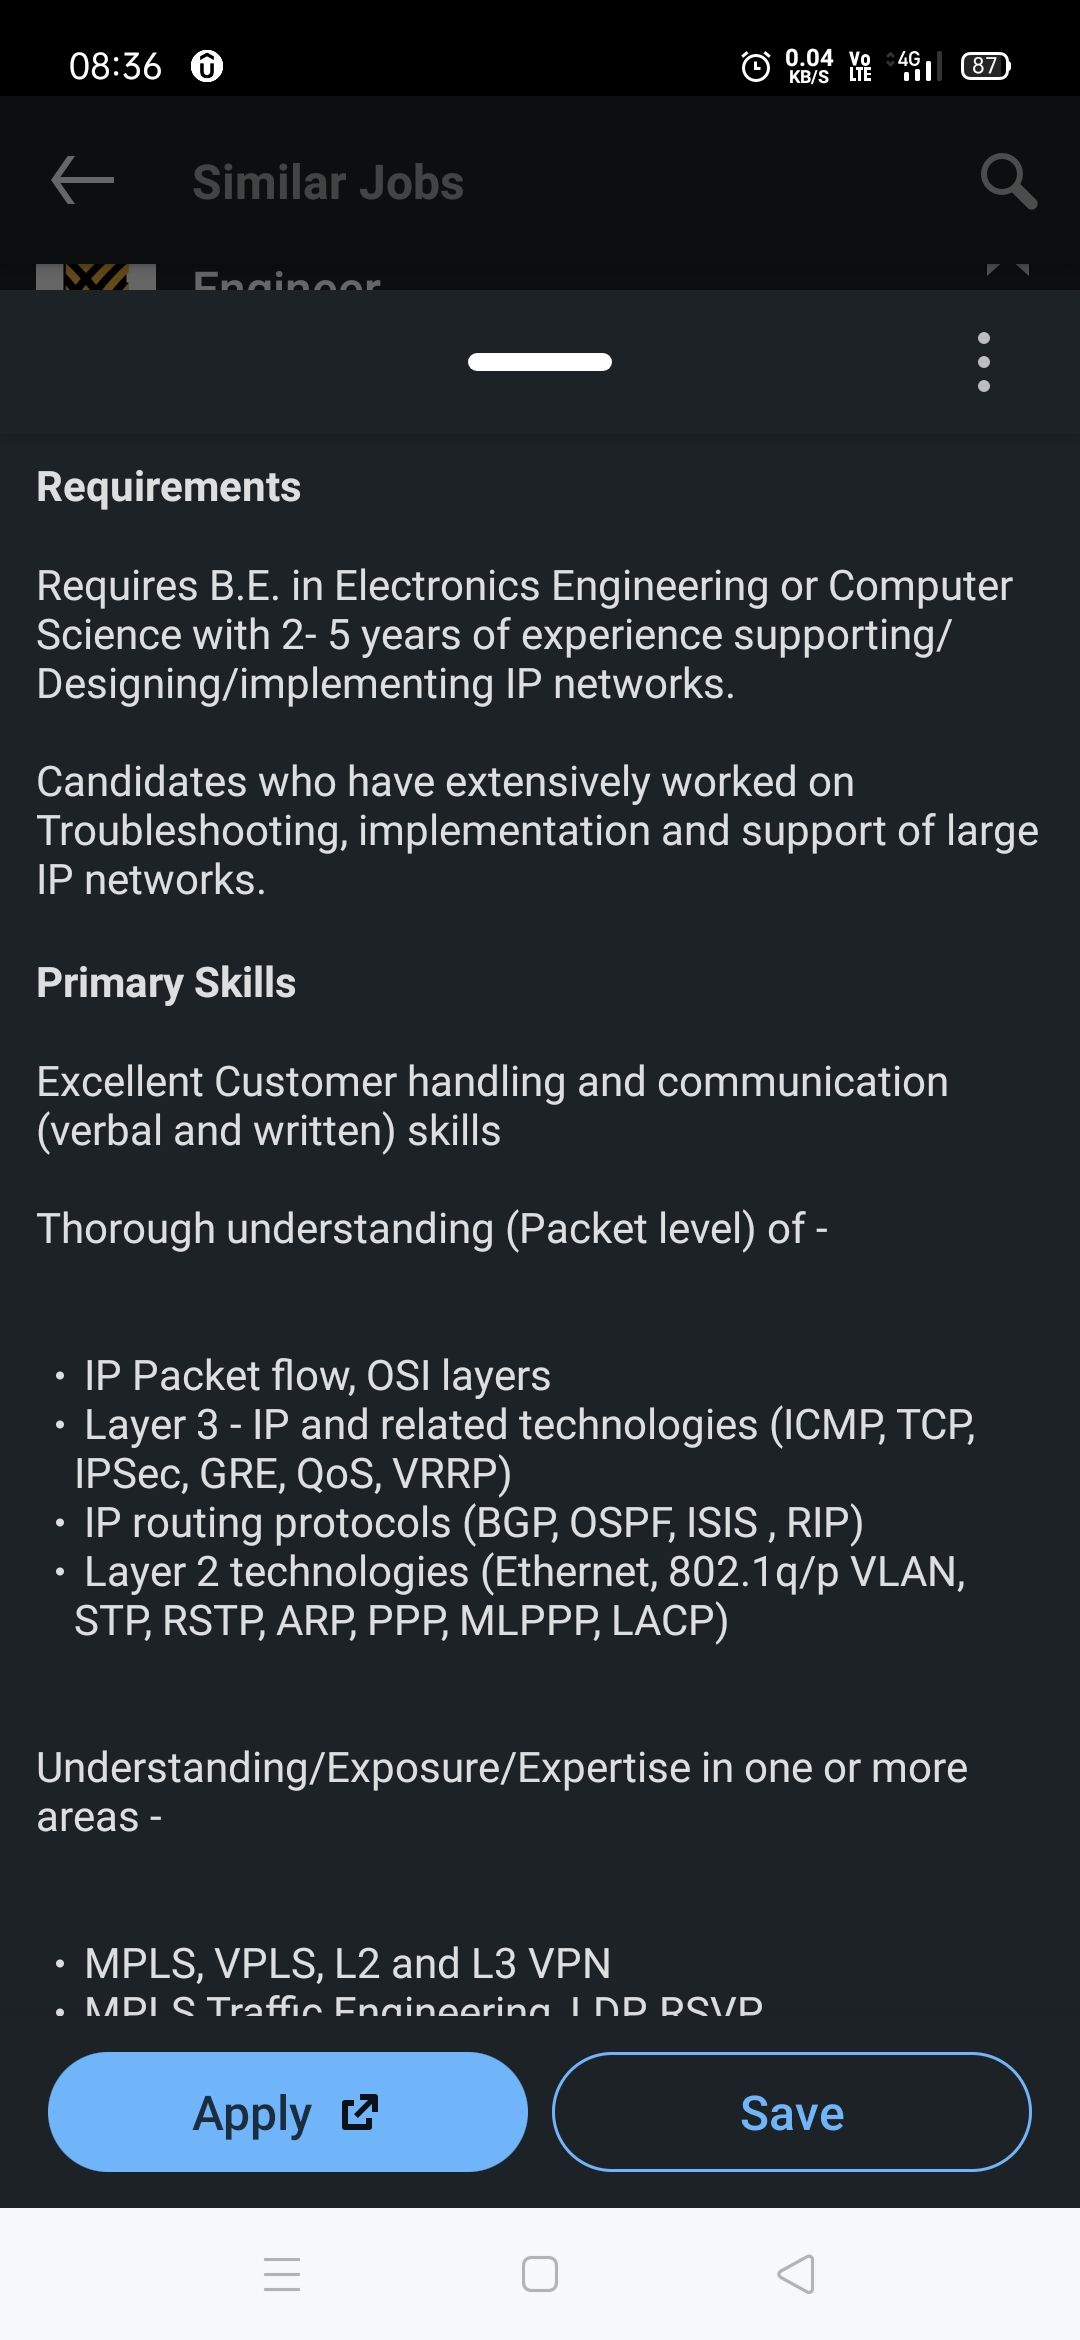 08:36
0.04
KB/S
Vo
LTE
4G
87
Similar Jobs
Engineer
Requirements
Requires B.E. in Electronics Engineering or Computer
Science with 2- 5 years of experience supporting/
Designing/implementing IP networks.
Candidates who have extensively worked on
Troubleshooting, implementation and support of large
IP networks.
Primary Skills
Excellent Customer handling and communication
(verbal and written) skills
Thorough understanding (Packet level) of -
• IP Packet flow, OSI layers
• Layer 3 - IP and related technologies (ICMP, TCP,
IPSec, GRE, QoS, VRRP)
• IP routing protocols (BGP, OSPF, ISIS , RIP)
• Layer 2 technologies (Ethernet, 802.1q/p VLAN,
STP, RSTP, ARP, PPP, MLPPP, LACP)
Understanding/Exposure/Expertise in one or more
areas -
• MPLS, VPLS, L2 and L3 VPN
• MPLS Traffic Engineering, LDP, RSVP
Apply
Save